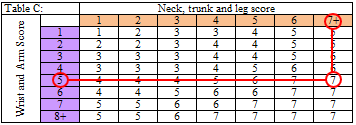 Table C:
Neck, trunk and leg score
Wrist and Arm Score
1 2 3 4 5 6 7+
1 1 2 3 3 4 5 5
2 2 2 3 4 4 5 5
3 3 3 3 4 4 5 6
4 3 3 3 4 5 6 6
5 4 4 4 5 6 7 7
6 4 4 5 6 6 7 7
7 5 5 6 6 7 7 7
8+ 5 5 6 7 7 7 7